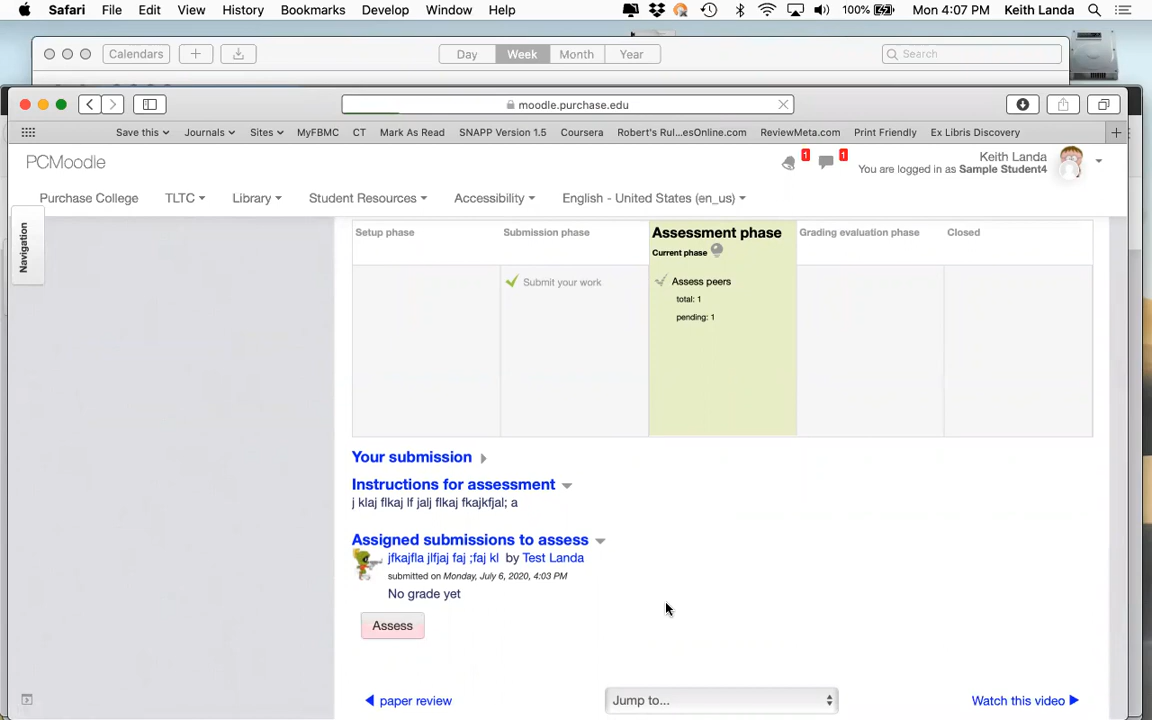 Safari File Edit View History Bookmarks Develop Window Help 100% Mon 4:07 PM Keith Landa
Calendars Day Week Month Year Search
moodle.purchase.edu
Save this Journals Sites MyFBMC CT Mark As Read SNAPP Version 1.5 Coursera Robert's Rul...esOnline.com ReviewMeta.com Print Friendly Ex Libris Discovery
PCMoodle 1 1 Keith Landa
You are logged in as Sample Student4
Purchase College TLTC Library Student Resources Accessibility English - United States (en_us)
Navigation
Setup phase Submission phase Assessment phase Grading evaluation phase Closed
Current phase
Submit your work Assess peers
total: 1
pending: 1
Your submission
Instructions for assessment
j klaj flkaj lf jalj flkaj fkajkfjal; a
Assigned submissions to assess
jfkajfla jlfjaj faj ;faj kl by Test Landa
submitted on Monday, July 6, 2020, 4:03 PM
No grade yet
Assess
paper review Jump to... Watch this video